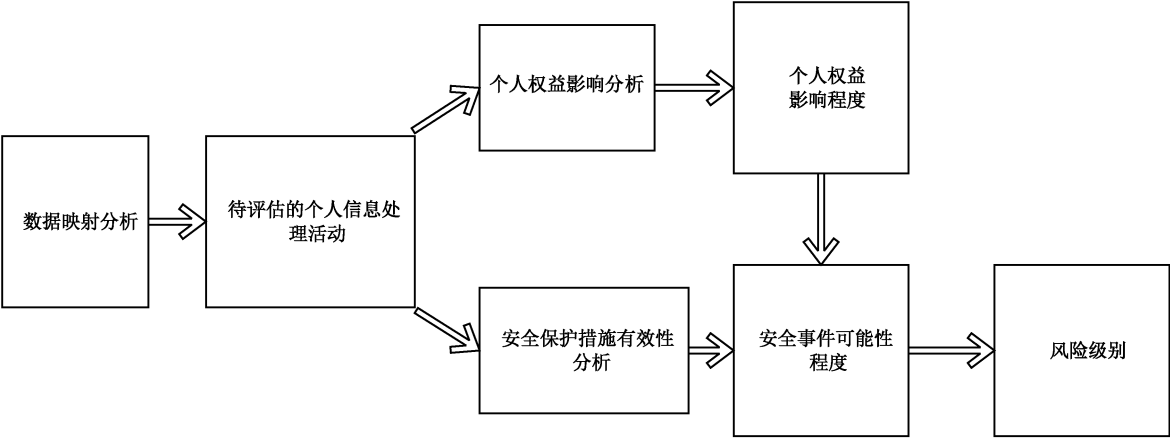 数据映射分析
待评估的个人信息处
理活动
个人权益影响分析
个人权益
影响程度
安全保护措施有效性
分析
安全事件可能性
程度
风险级别